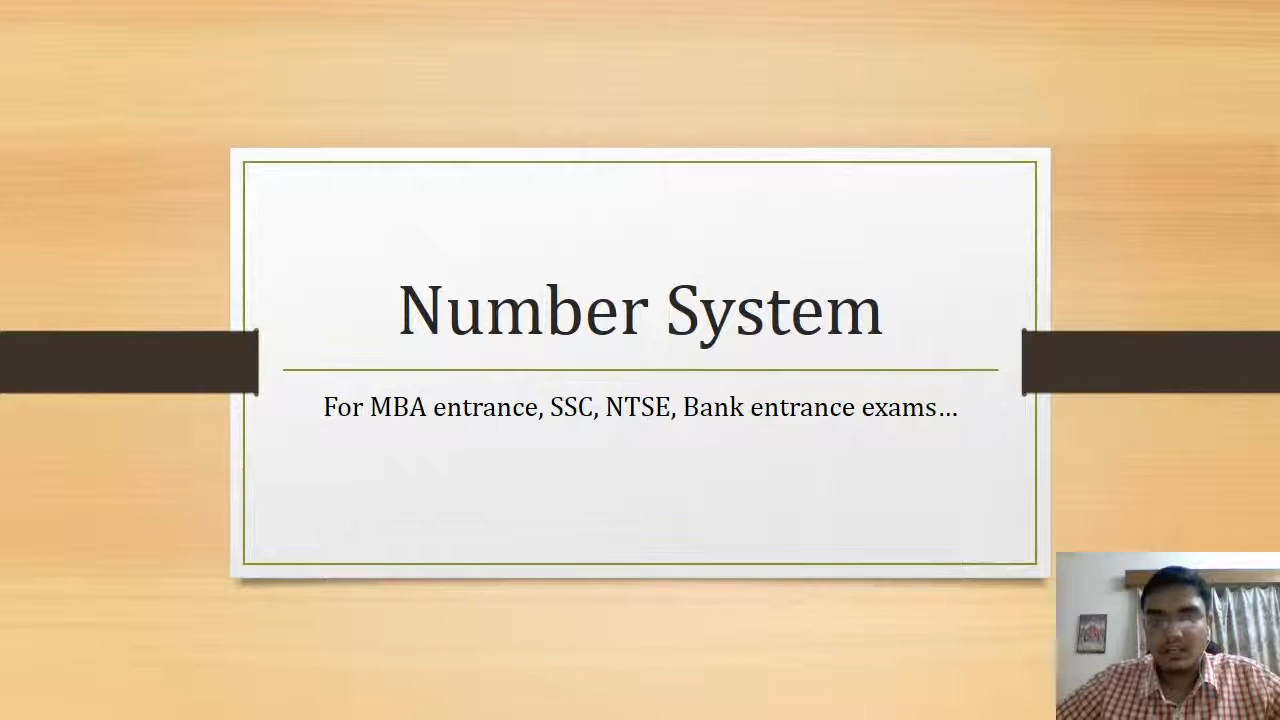 Number System
For MBA entrance, SSC, NTSE, Bank entrance exams…